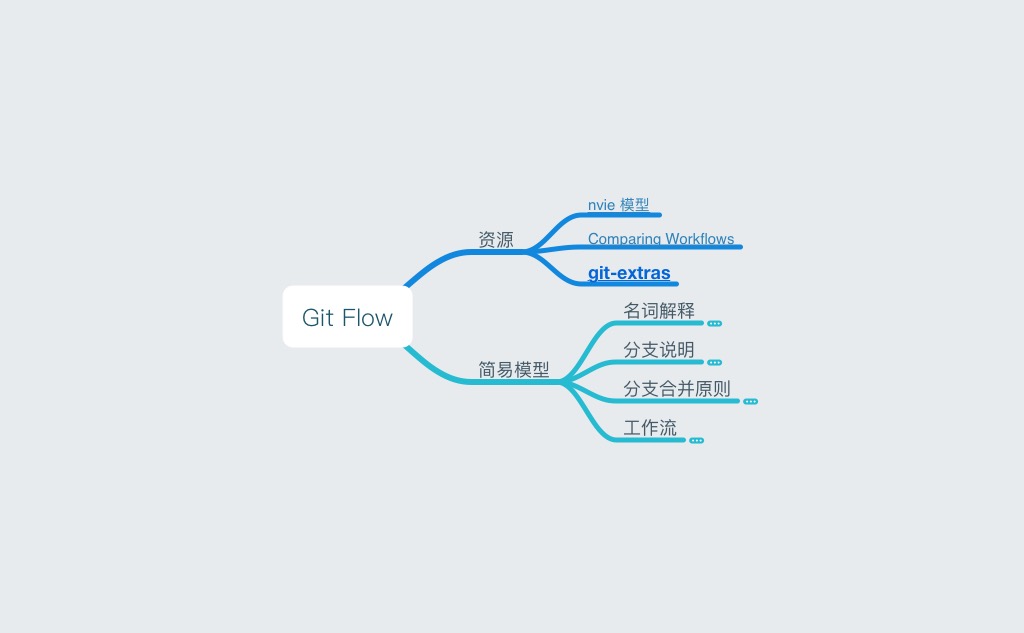 Git Flow
资源
nvie 模型
Comparing Workflows
git-extras
简易模型
名词解释
分支说明
分支合并原则
工作流